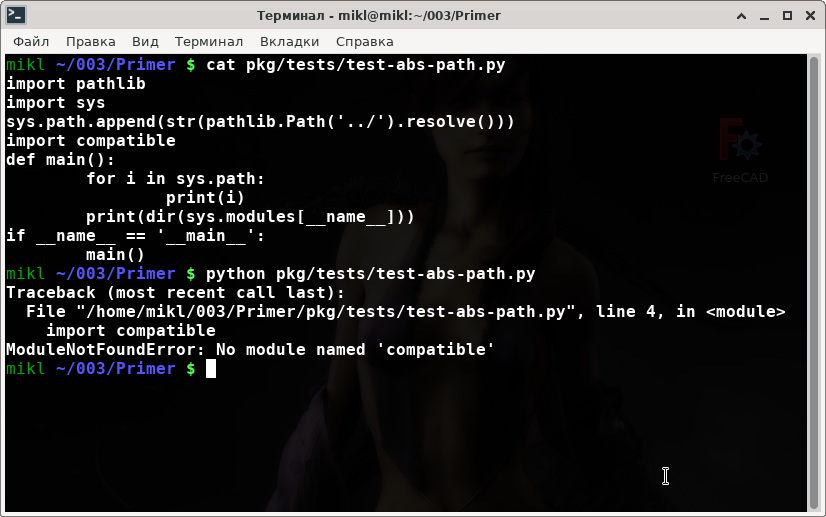 Терминал - mikl@mikl:~/003/Primer
Файл Правка Вид Терминал Вкладки Справка
mikl ~/003/Primer $ cat pkg/tests/test-abs-path.py
import pathlib
import sys
sys.path.append(str(pathlib.Path('../').resolve()))
import compatible
def main():
        for i in sys.path:
                print(i)
        print(dir(sys.modules[__name__]))
if __name__ == '__main__':
        main()
mikl ~/003/Primer $ python pkg/tests/test-abs-path.py
Traceback (most recent call last):
  File "/home/mikl/003/Primer/pkg/tests/test-abs-path.py", line 4, in <module>
    import compatible
ModuleNotFoundError: No module named 'compatible'
mikl ~/003/Primer $
FreeCAD